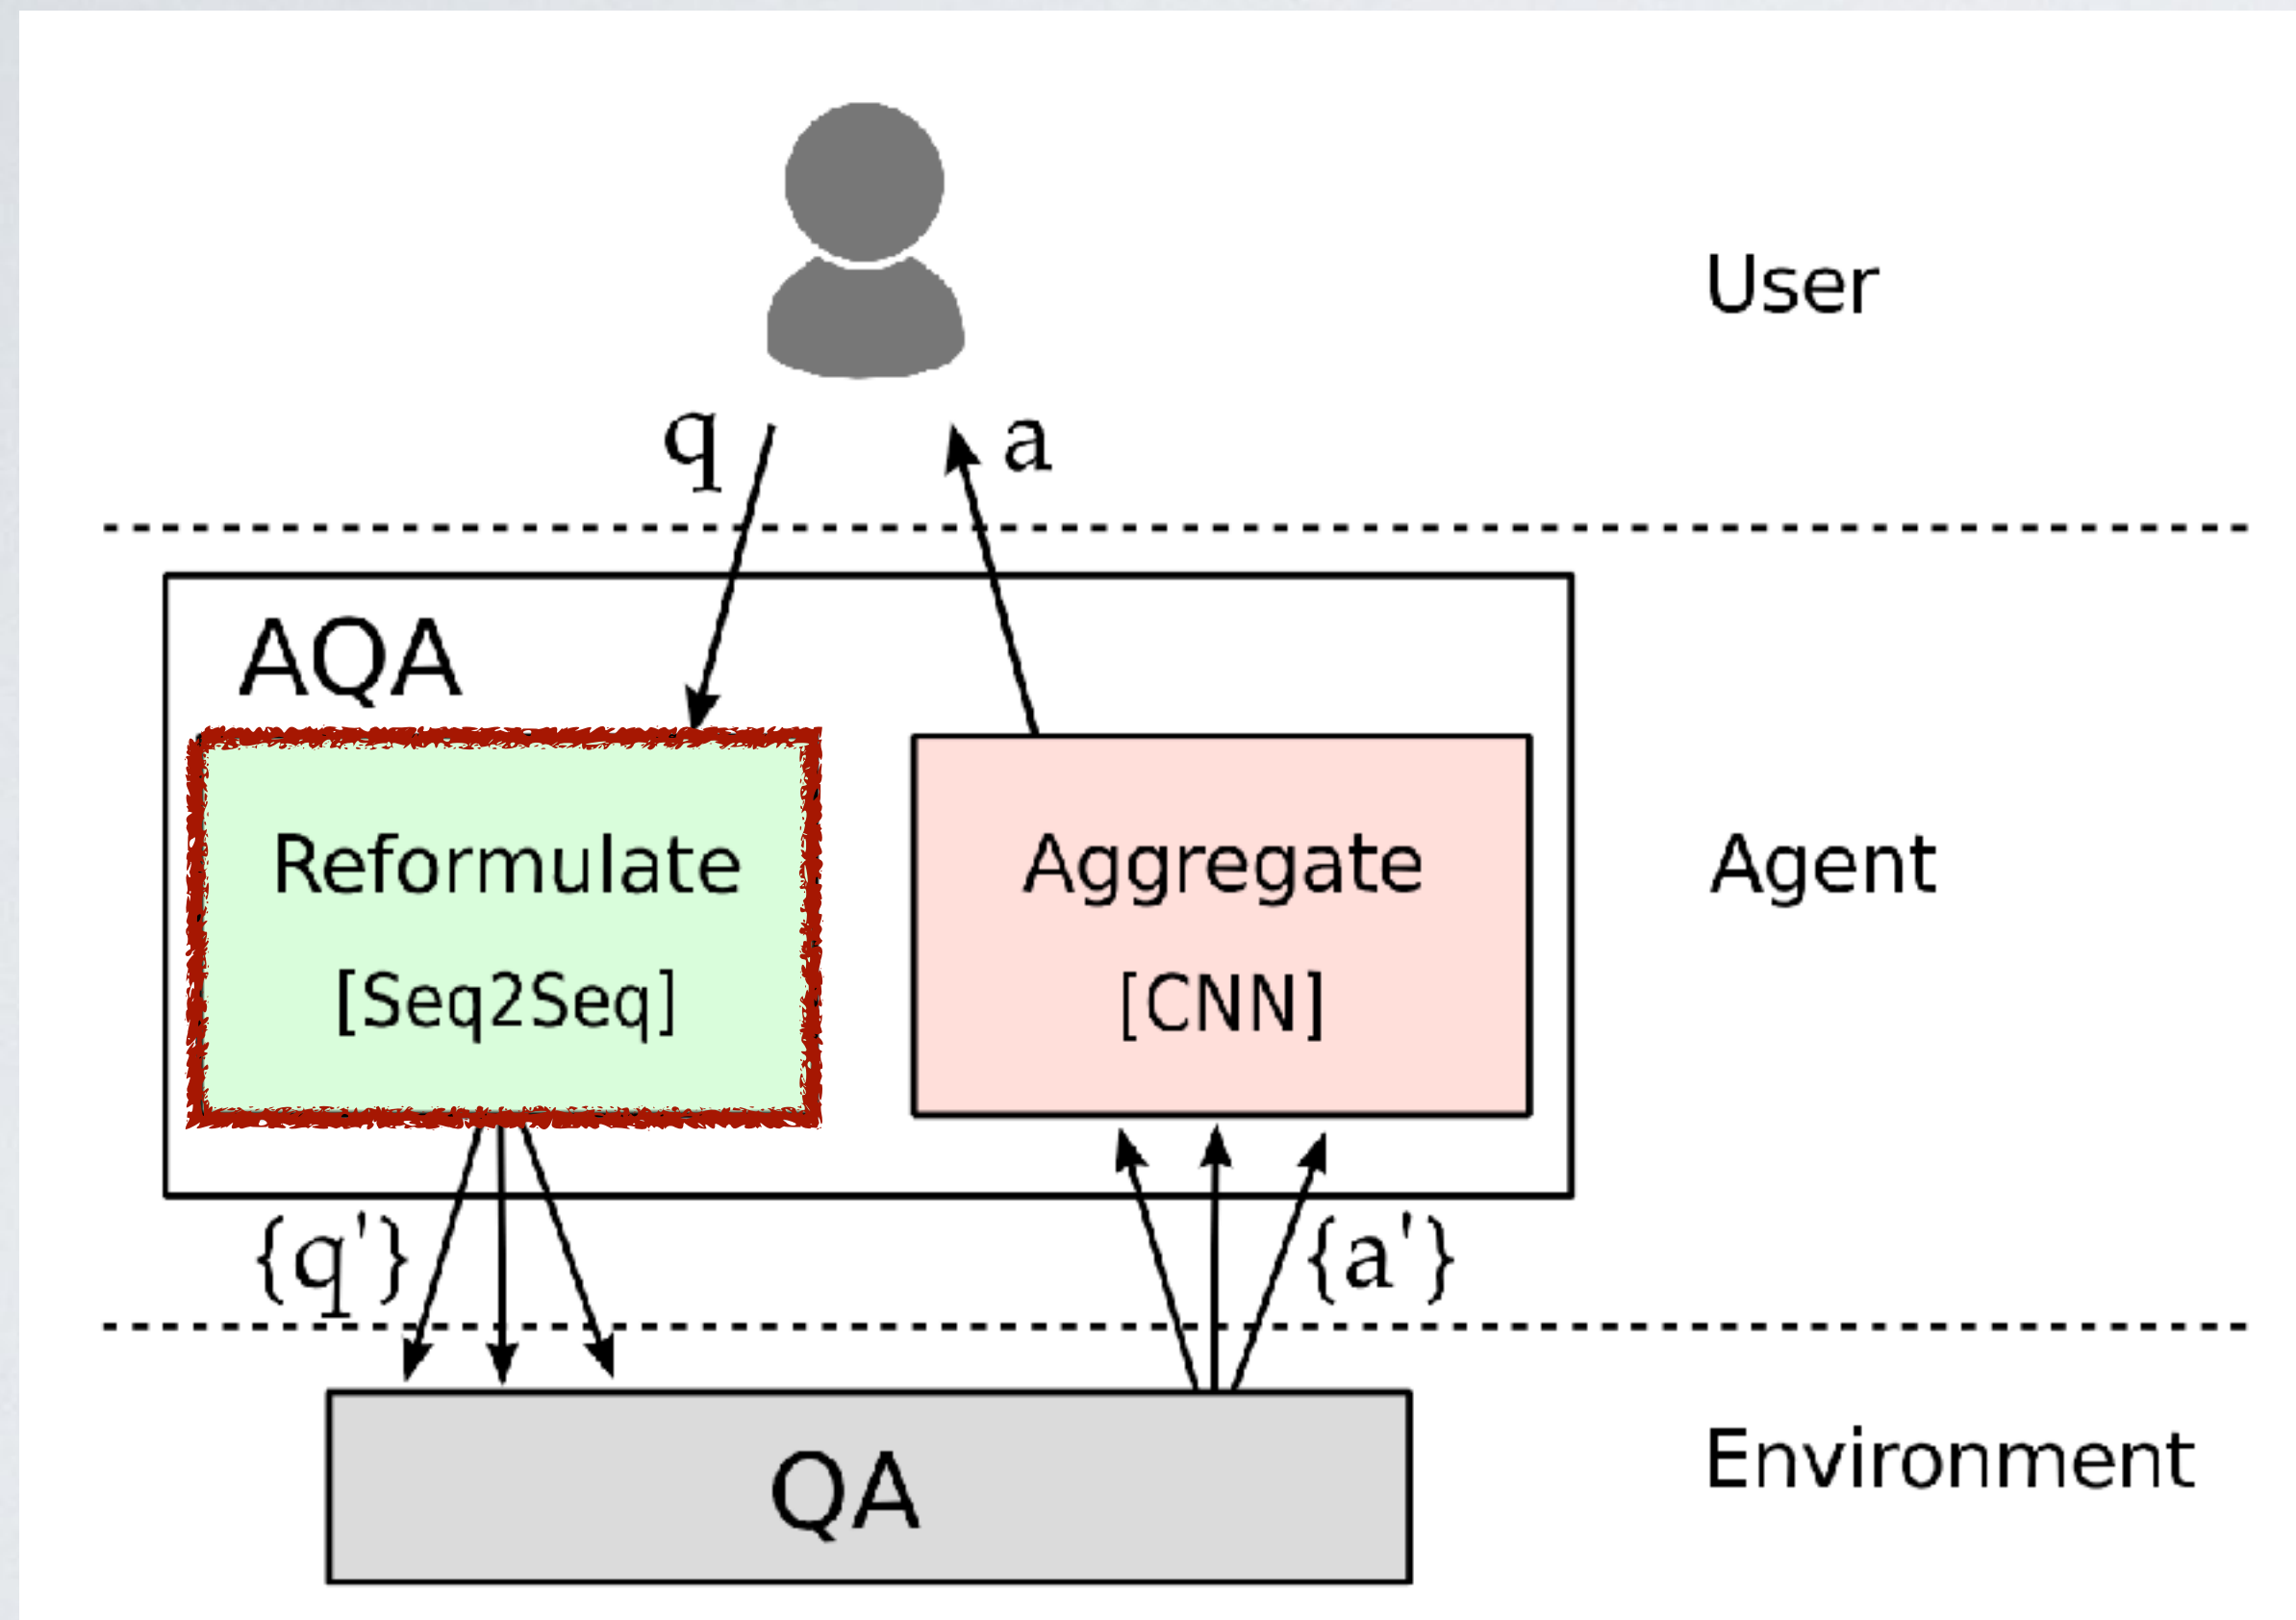 User
q
a
AQA
Reformulate
[Seq2Seq]
Aggregate
[CNN]
Agent
{q'}
{a'}
QA
Environment